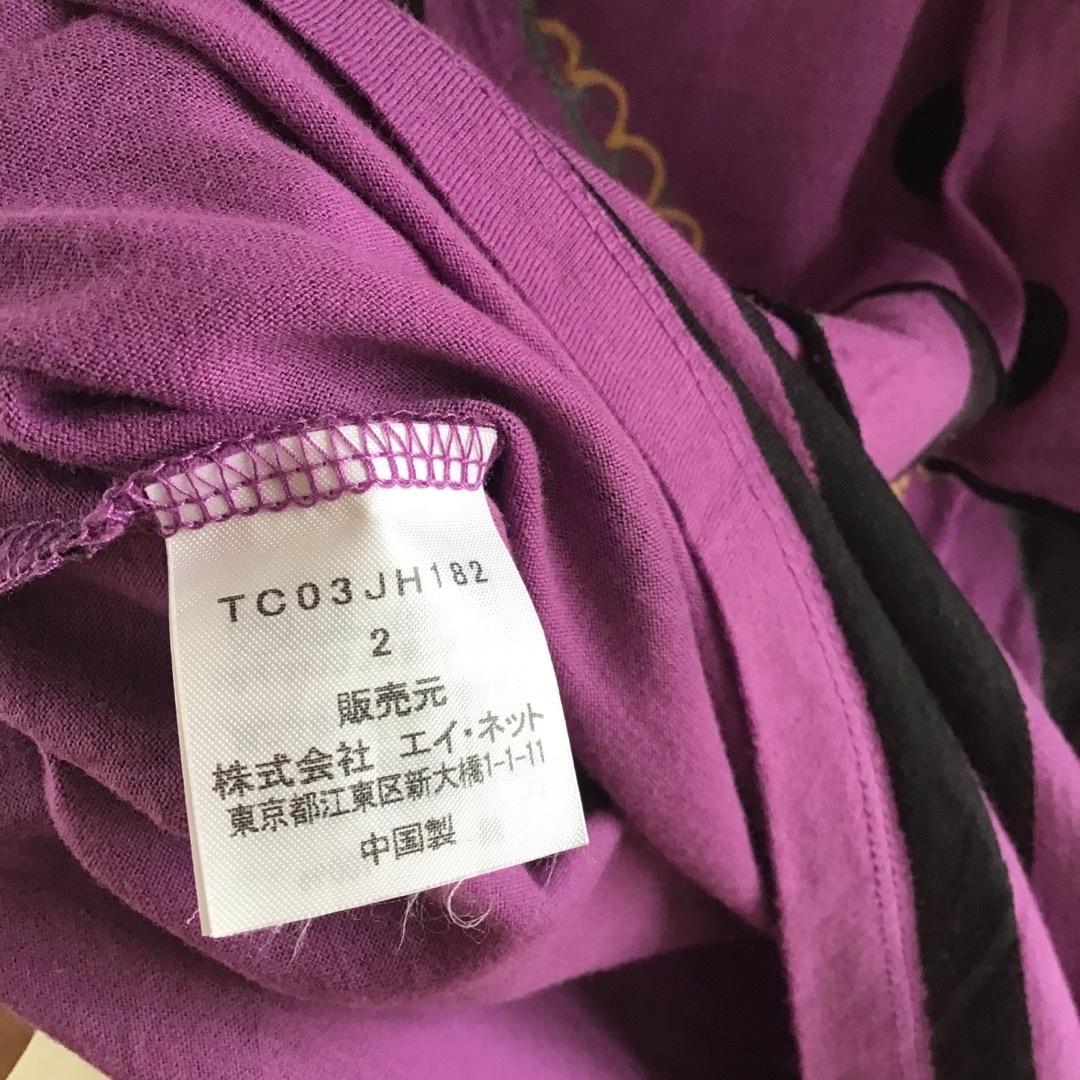 TC03JH182
2
販売元
株式会社 エイ・ネット
東京都江東区新大橋1-1-11
中国製